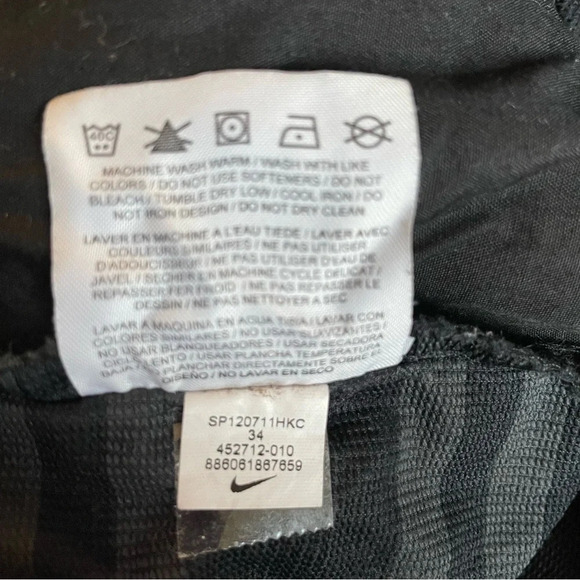 40C
MACHINE WASH WARM / WASH WITH LIKE
COLORS / DO NOT USE SOFTENERS / DO NOT
BLEACH / TUMBLE DRY LOW / COOL IRON / DO
NOT IRON DESIGN / DO NOT DRY CLEAN
LAVER EN MACHINE A L'EAU TIEDE / LAVER AVEC
COULEURS SIMILAIRES / NE PAS UTILISER
D'ADOUCISSEUR / NE PAS UTILISER D'EAU DE
JAVEL / SECHER EN MACHINE CYCLE DELICAT /
REPASSER FER FROID / NE PAS REPASSER LE
DESSIN / NE PAS NETTOYER A SEC
LAVAR A MAQUINA EN AGUA TIBIA / LAVAR CON
COLORES SIMILARES / NO USAR SUAVIZANTES /
NO USAR BLANQUEADORES / USAR SECADORA
CICLO LENTO / USAR PLANCHA TEMPERATURA
BAJA / PLANCHAR DIRECTAMENTE SOBRE EL
DISEÑO / NO LAVAR EN SECO
SP120711HKC
34
452712-010
886061867659